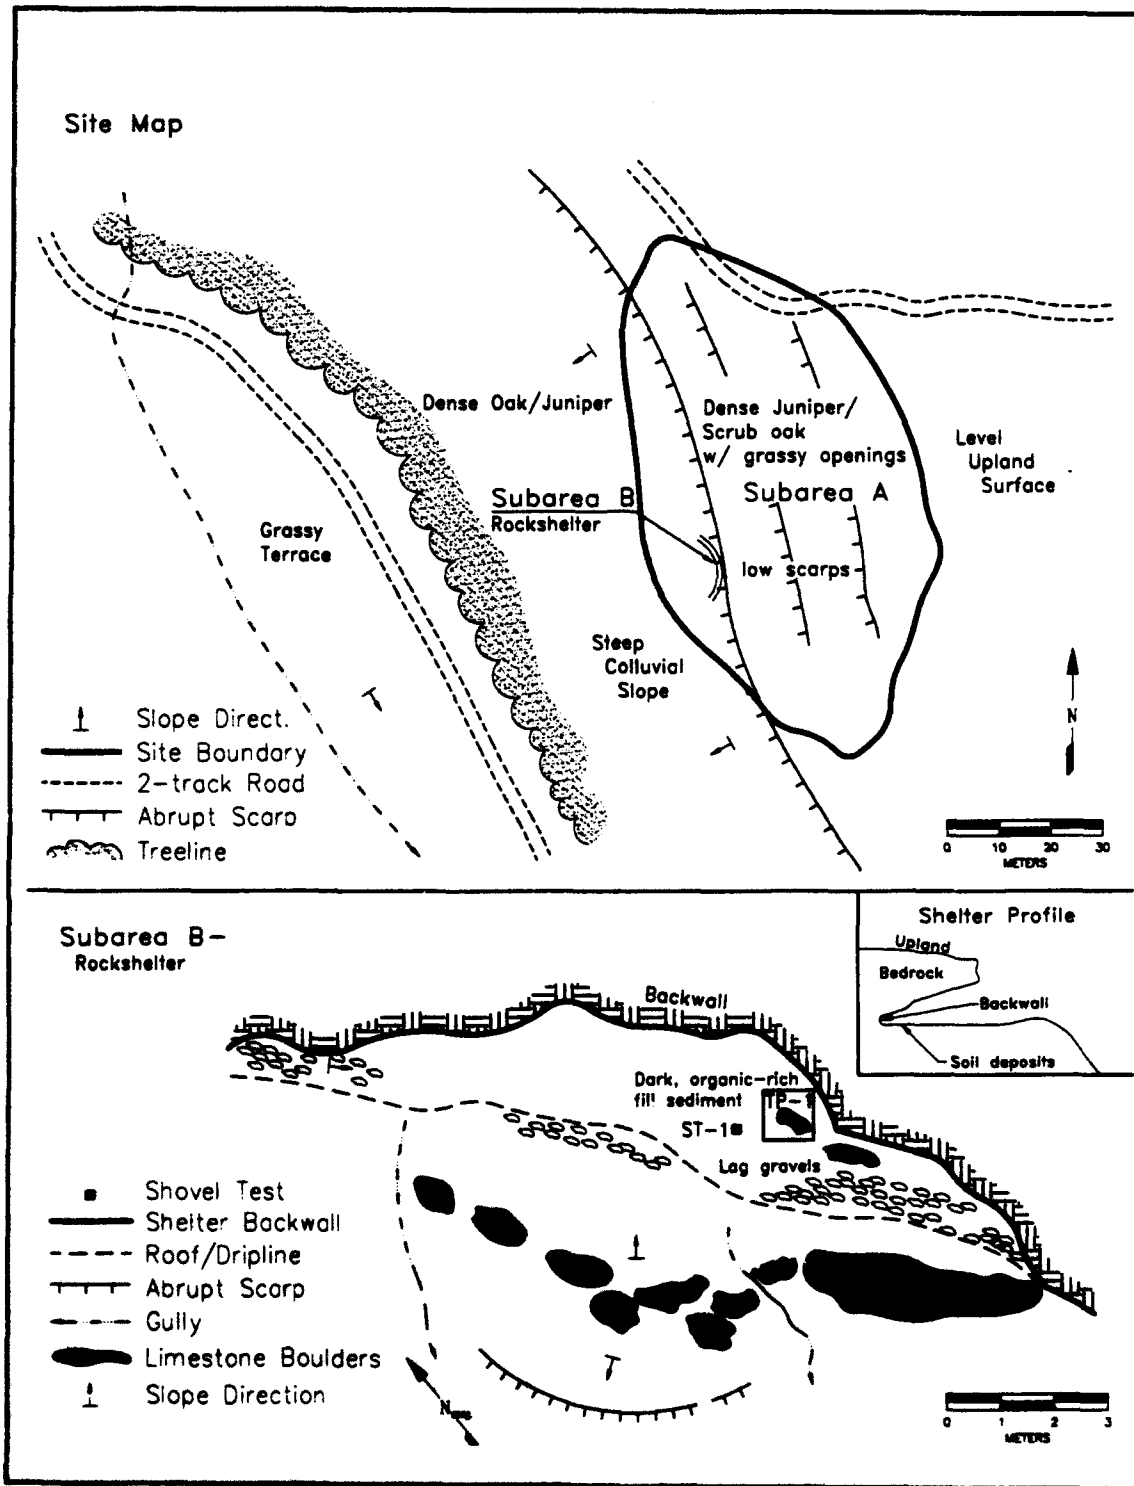 Site Map
Dense Oak/Juniper
Dense Juniper/
Scrub oak
w/ grassy openings
Level
Upland
Surface
Subarea A
Subarea B
Rockshelter
Grassy
Terrace
low scarps
Steep
Colluvial
Slope
N
Slope Direct.
Site Boundary
2-track Road
Abrupt Scarp
Treeline
0 10 20 30
METERS
Subarea B-
Rockshelter
Shelter Profile
Upland
Bedrock
Backwall
Soil deposits
Backwall
Dark, organic-rich
fill sediment
TP-1
ST-1
Lag gravels
Shovel Test
Shelter Backwall
Roof/Dripline
Abrupt Scarp
Gully
Limestone Boulders
Slope Direction
N
0 1 2 3
METERS